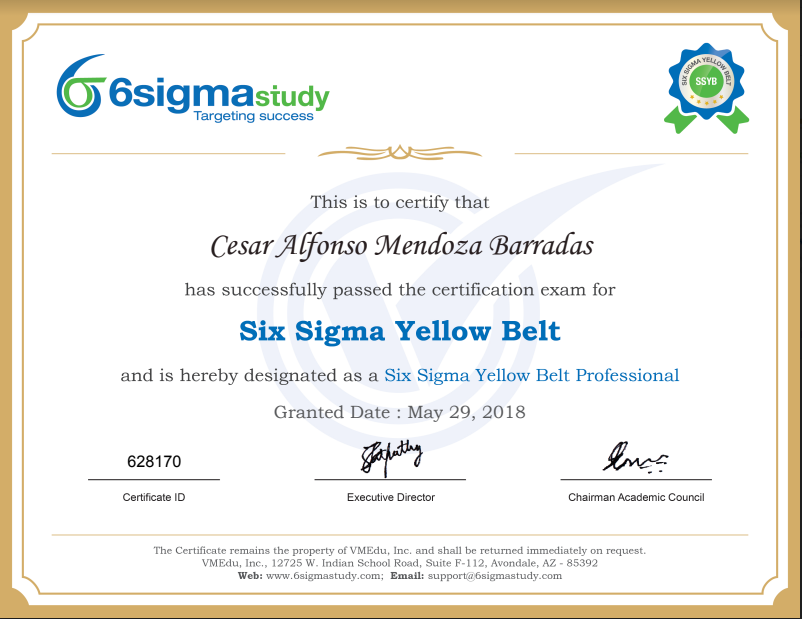 6sigmastudy
Targeting success
SIX SIGMA YELLOW BELT
SSYB
This is to certify that
Cesar Alfonso Mendoza Barradas
has successfully passed the certification exam for
Six Sigma Yellow Belt
and is hereby designated as a Six Sigma Yellow Belt Professional
Granted Date : May 29, 2018
628170
Certificate ID
Executive Director
Chairman Academic Council
The Certificate remains the property of VMEdu, Inc. and shall be returned immediately on request.
VMEdu, Inc., 12725 W. Indian School Road, Suite F-112, Avondale, AZ - 85392
Web: www.6sigmastudy.com; Email: support@6sigmastudy.com